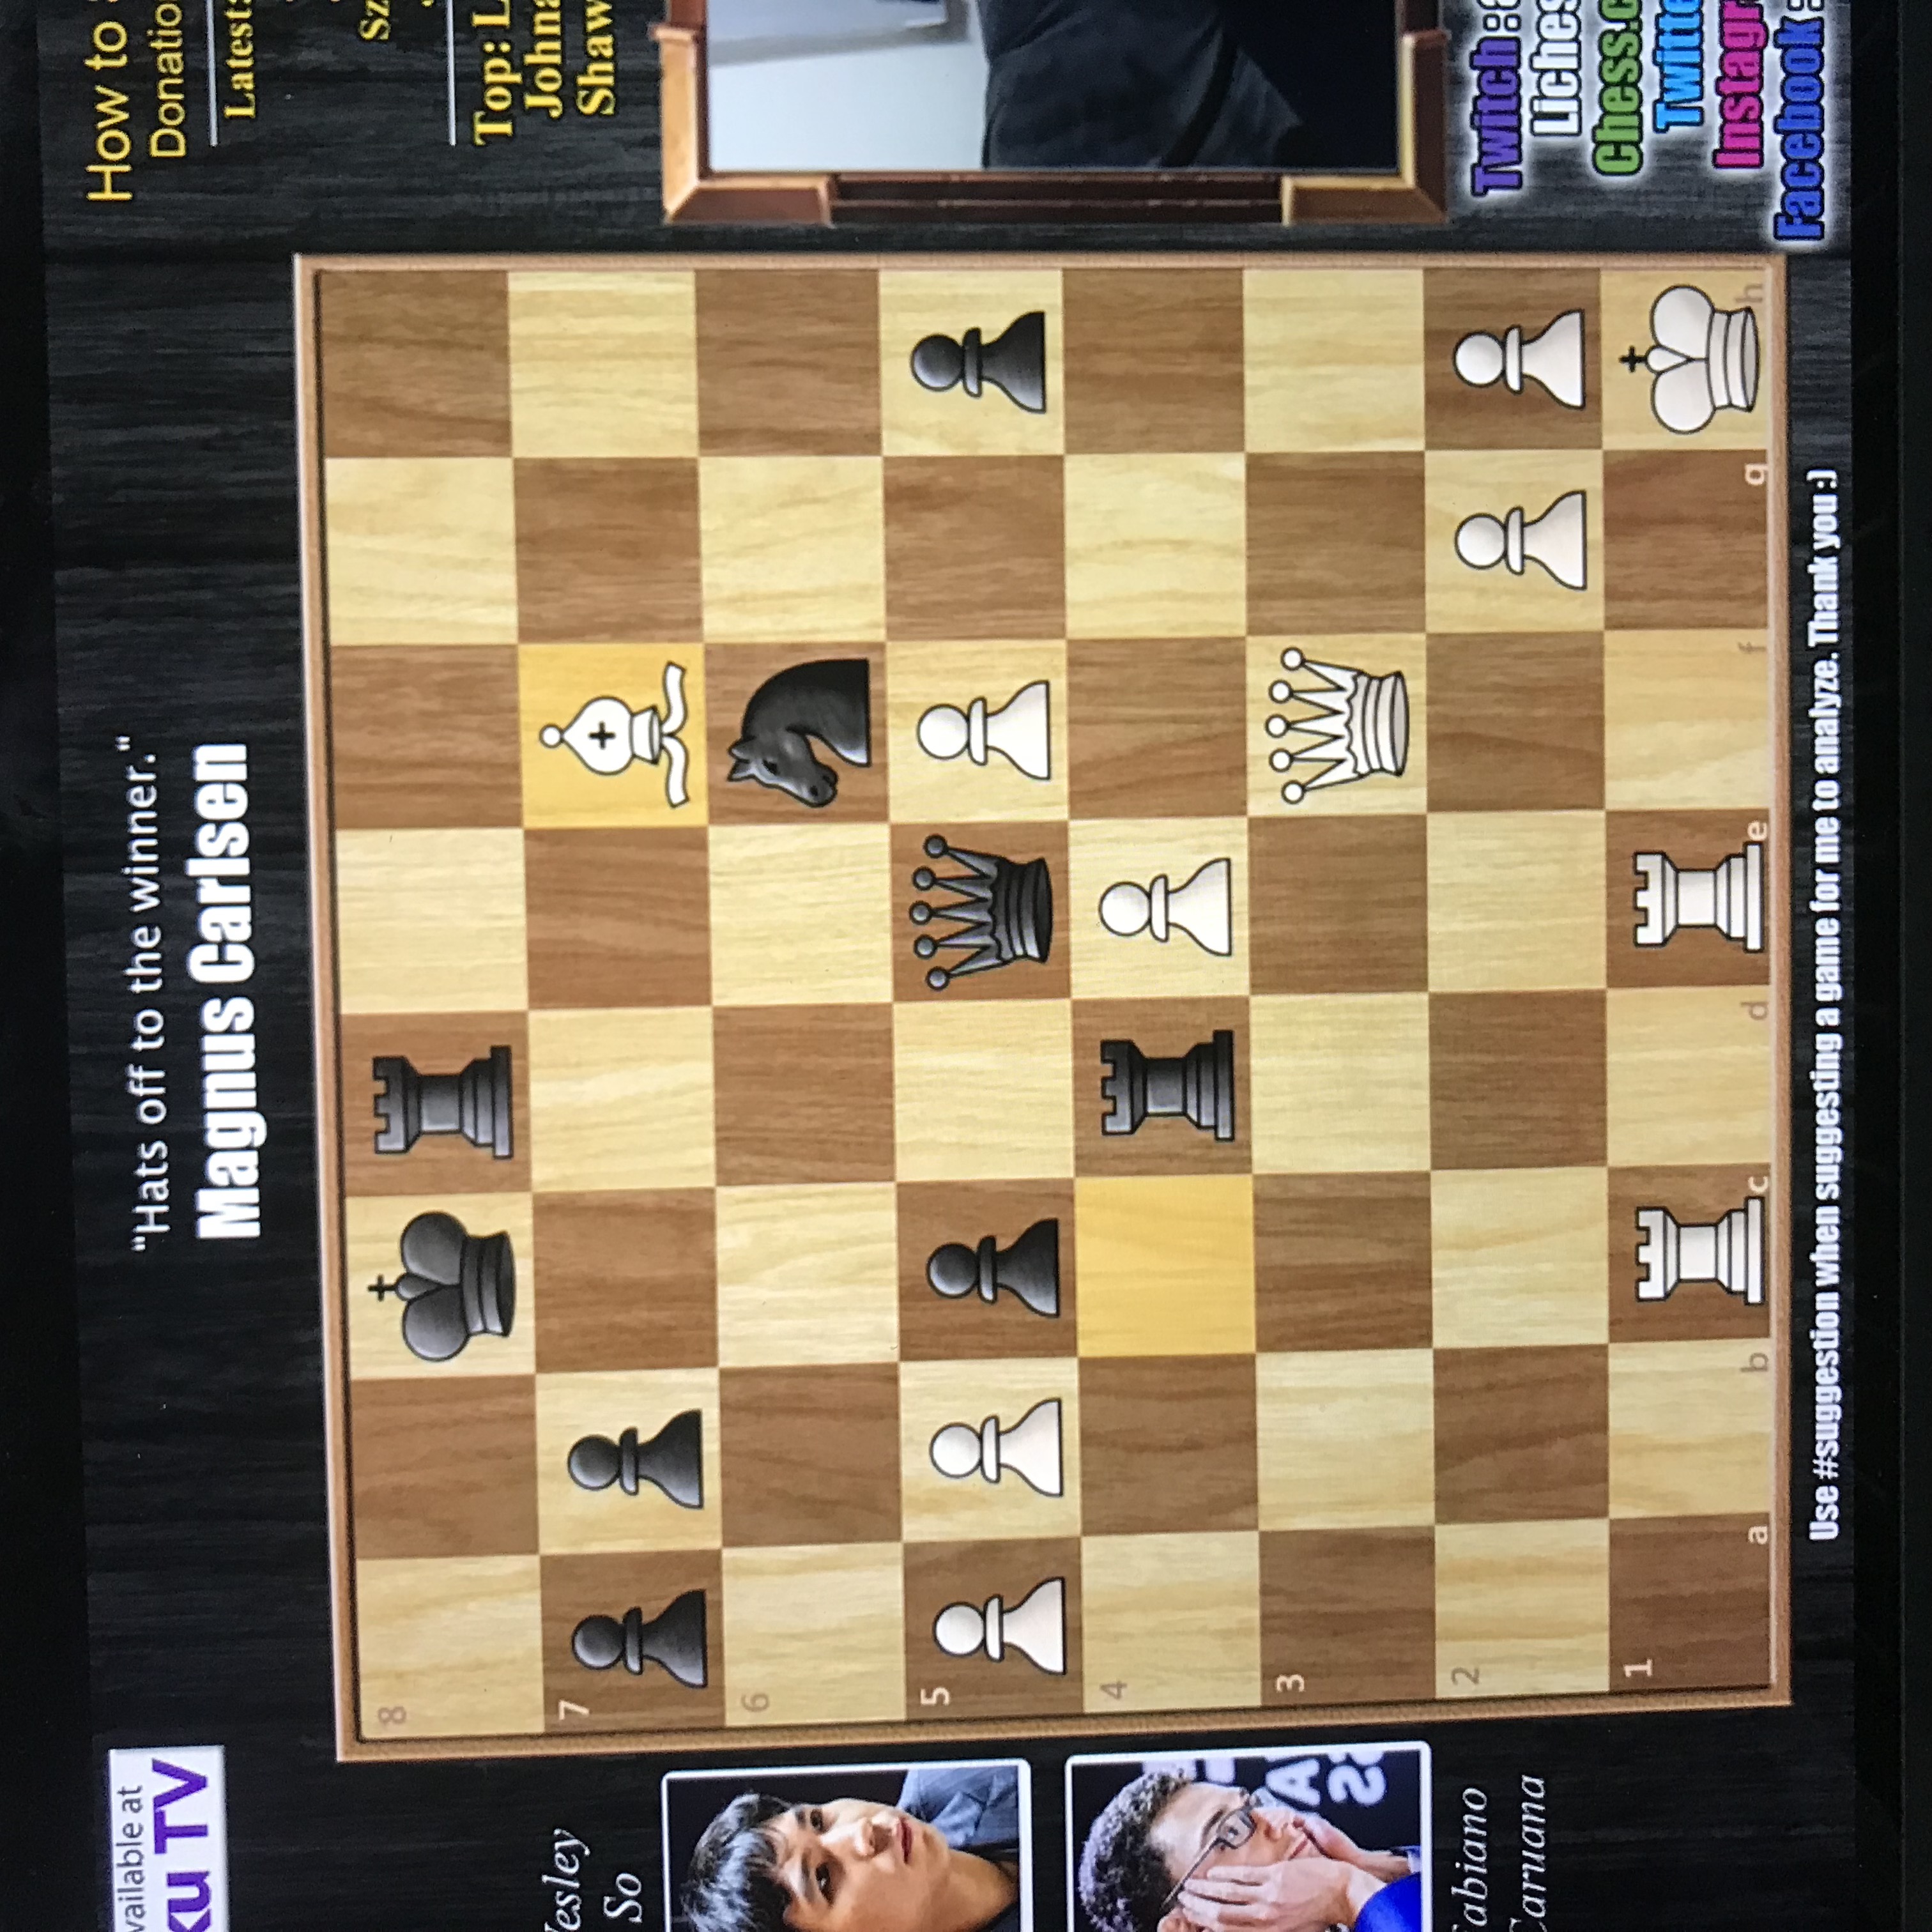 vailable at
ku TV
"Hats off to the winner."
Magnus Carlsen
How to
Donatio
Latest:
Sz
Top: L
Johna
Shaw
esley
So
abiano
Caruana
8
7
6
5
4
3
2
1
a b c d e f g h
Twitch :
Liches
Chess.c
Twitte
Instagr
Facebook :
Use #suggestion when suggesting a game for me to analyze. Thank you :)